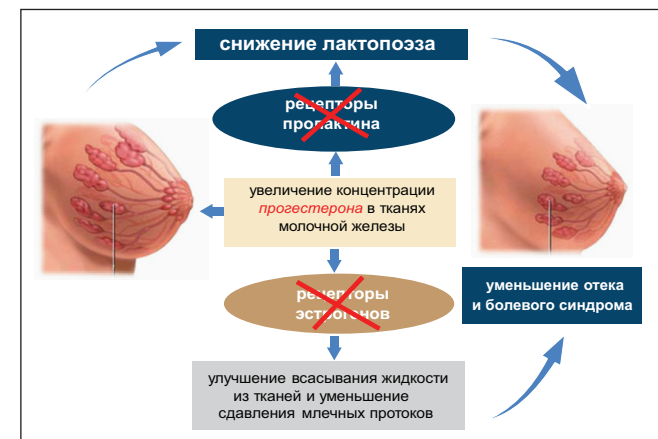 снижение лактопоэза
рецепторы
пролактина
увеличение концентрации
прогестерона в тканях
молочной железы
рецепторы
эстрогенов
уменьшение отека
и болевого синдрома
улучшение всасывания жидкости
из тканей и уменьшение
сдавления млечных протоков